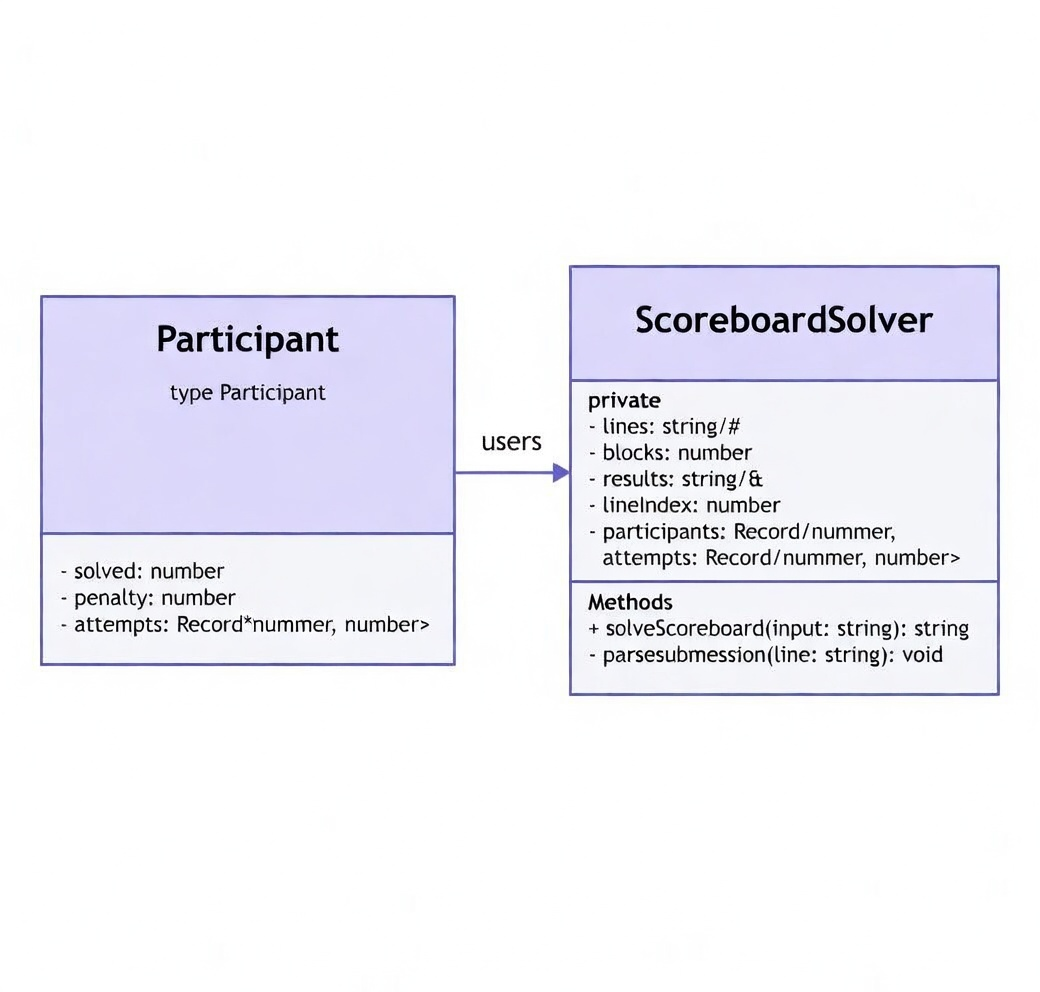 Participant
type Participant
- solved: number
- penalty: number
- attempts: Record*nummer, number>
users
ScoreboardSolver
private
- lines: string/#
- blocks: number
- results: string/&
- lineIndex: number
- participants: Record/nummer,
attempts: Record/nummer, number>
Methods
+ solveScoreboard(input: string): string
- parsesubmession(line: string): void